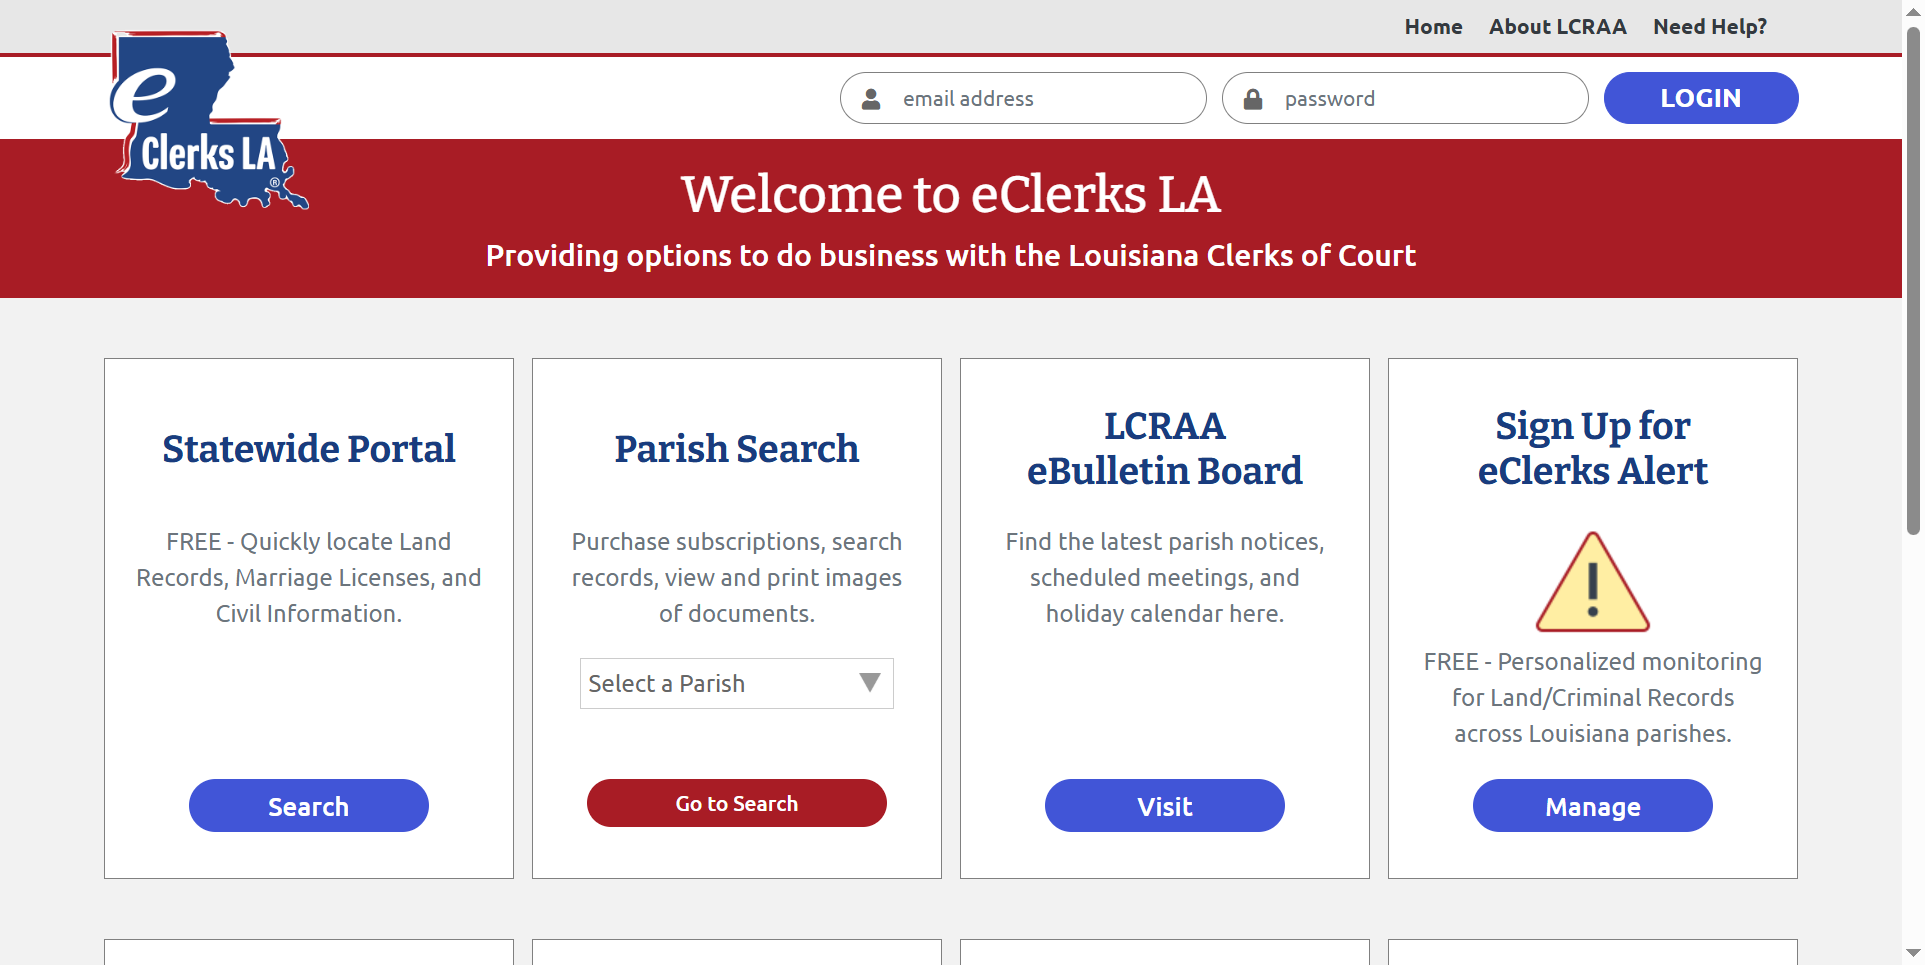 Home About LCRAA Need Help?
e
Clerks LA
®
email address
password
LOGIN
Welcome to eClerks LA
Providing options to do business with the Louisiana Clerks of Court
Statewide Portal
FREE - Quickly locate Land
Records, Marriage Licenses, and
Civil Information.
Search
Parish Search
Purchase subscriptions, search
records, view and print images
of documents.
Select a Parish
Go to Search
LCRAA
eBulletin Board
Find the latest parish notices,
scheduled meetings, and
holiday calendar here.
Visit
Sign Up for
eClerks Alert
FREE - Personalized monitoring
for Land/Criminal Records
across Louisiana parishes.
Manage